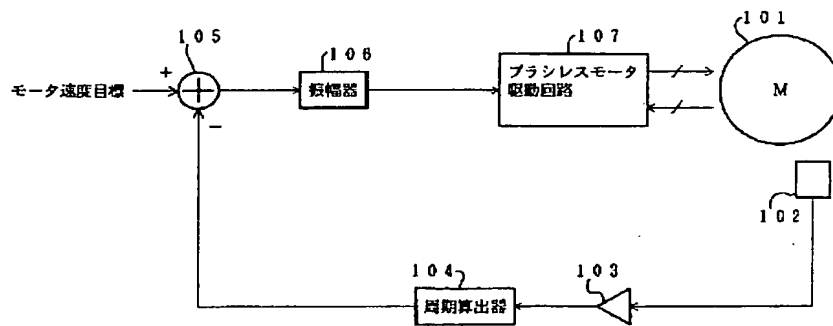 101
107
105
106
+
モータ速度目標
振幅器
ブラシレスモータ
駆動回路
M
−
102
103
104
周期算出器